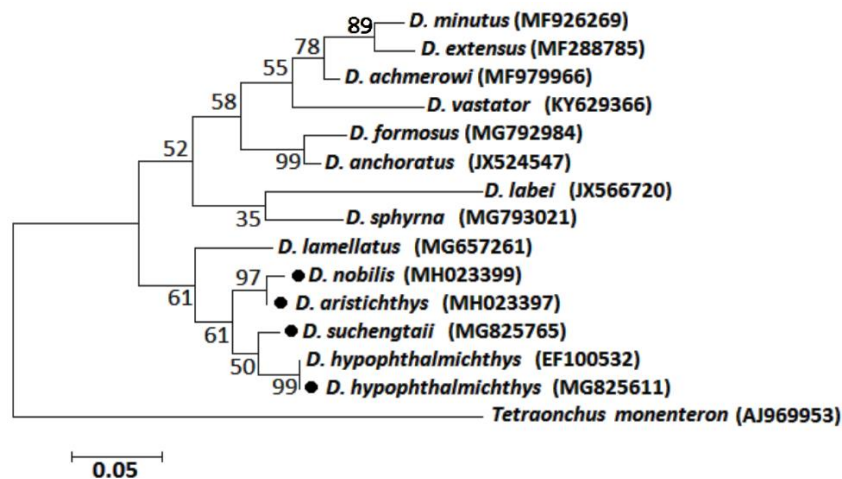 89 D. minutus (MF926269)
78 D. extensus (MF288785)
55 D. achmerowi (MF979966)
58 D. vastator (KY629366)
D. formosus (MG792984)
52 99 D. anchoratus (JX524547)
D. labei (JX566720)
35 D. sphyrna (MG793021)
D. lamellatus (MG657261)
97 D. nobilis (MH023399)
61 D. aristichthys (MH023397)
61 D. suchengtaii (MG825765)
50 D. hypophthalmichthys (EF100532)
99 D. hypophthalmichthys (MG825611)
Tetraonchus monenteron (AJ969953)
0.05